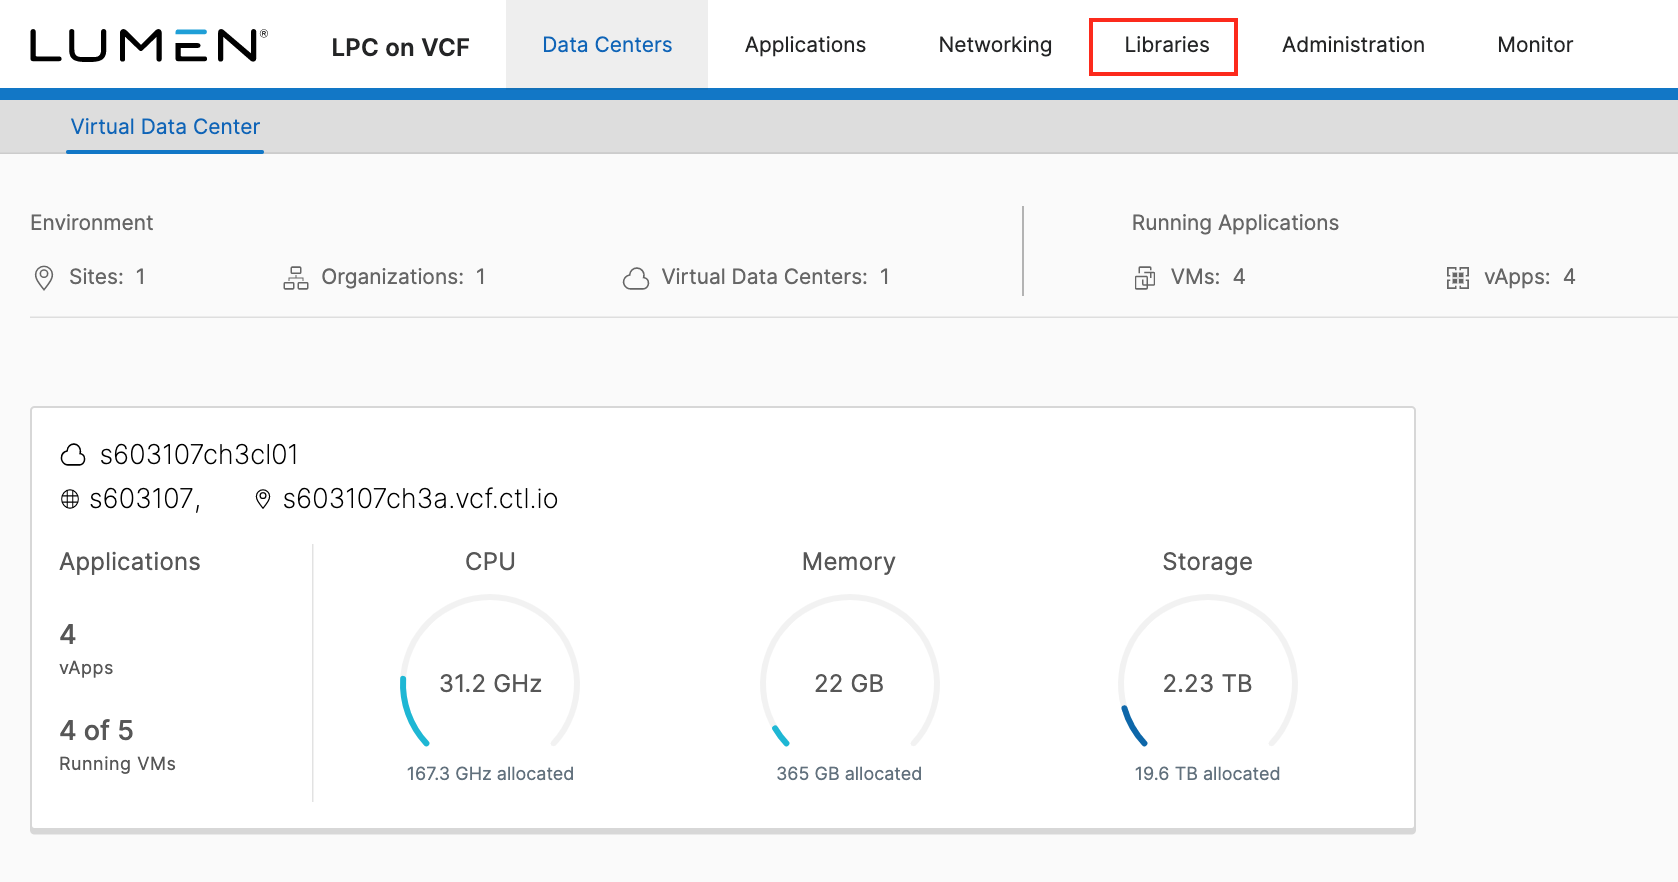 LUMEN® LPC on VCF Data Centers Applications Networking Libraries Administration Monitor
Virtual Data Center
Environment
Sites: 1 Organizations: 1 Virtual Data Centers: 1
Running Applications
VMs: 4 vApps: 4
s603107ch3cl01
s603107, s603107ch3a.vcf.ctl.io
Applications
4
vApps
4 of 5
Running VMs
CPU
31.2 GHz
167.3 GHz allocated
Memory
22 GB
365 GB allocated
Storage
2.23 TB
19.6 TB allocated